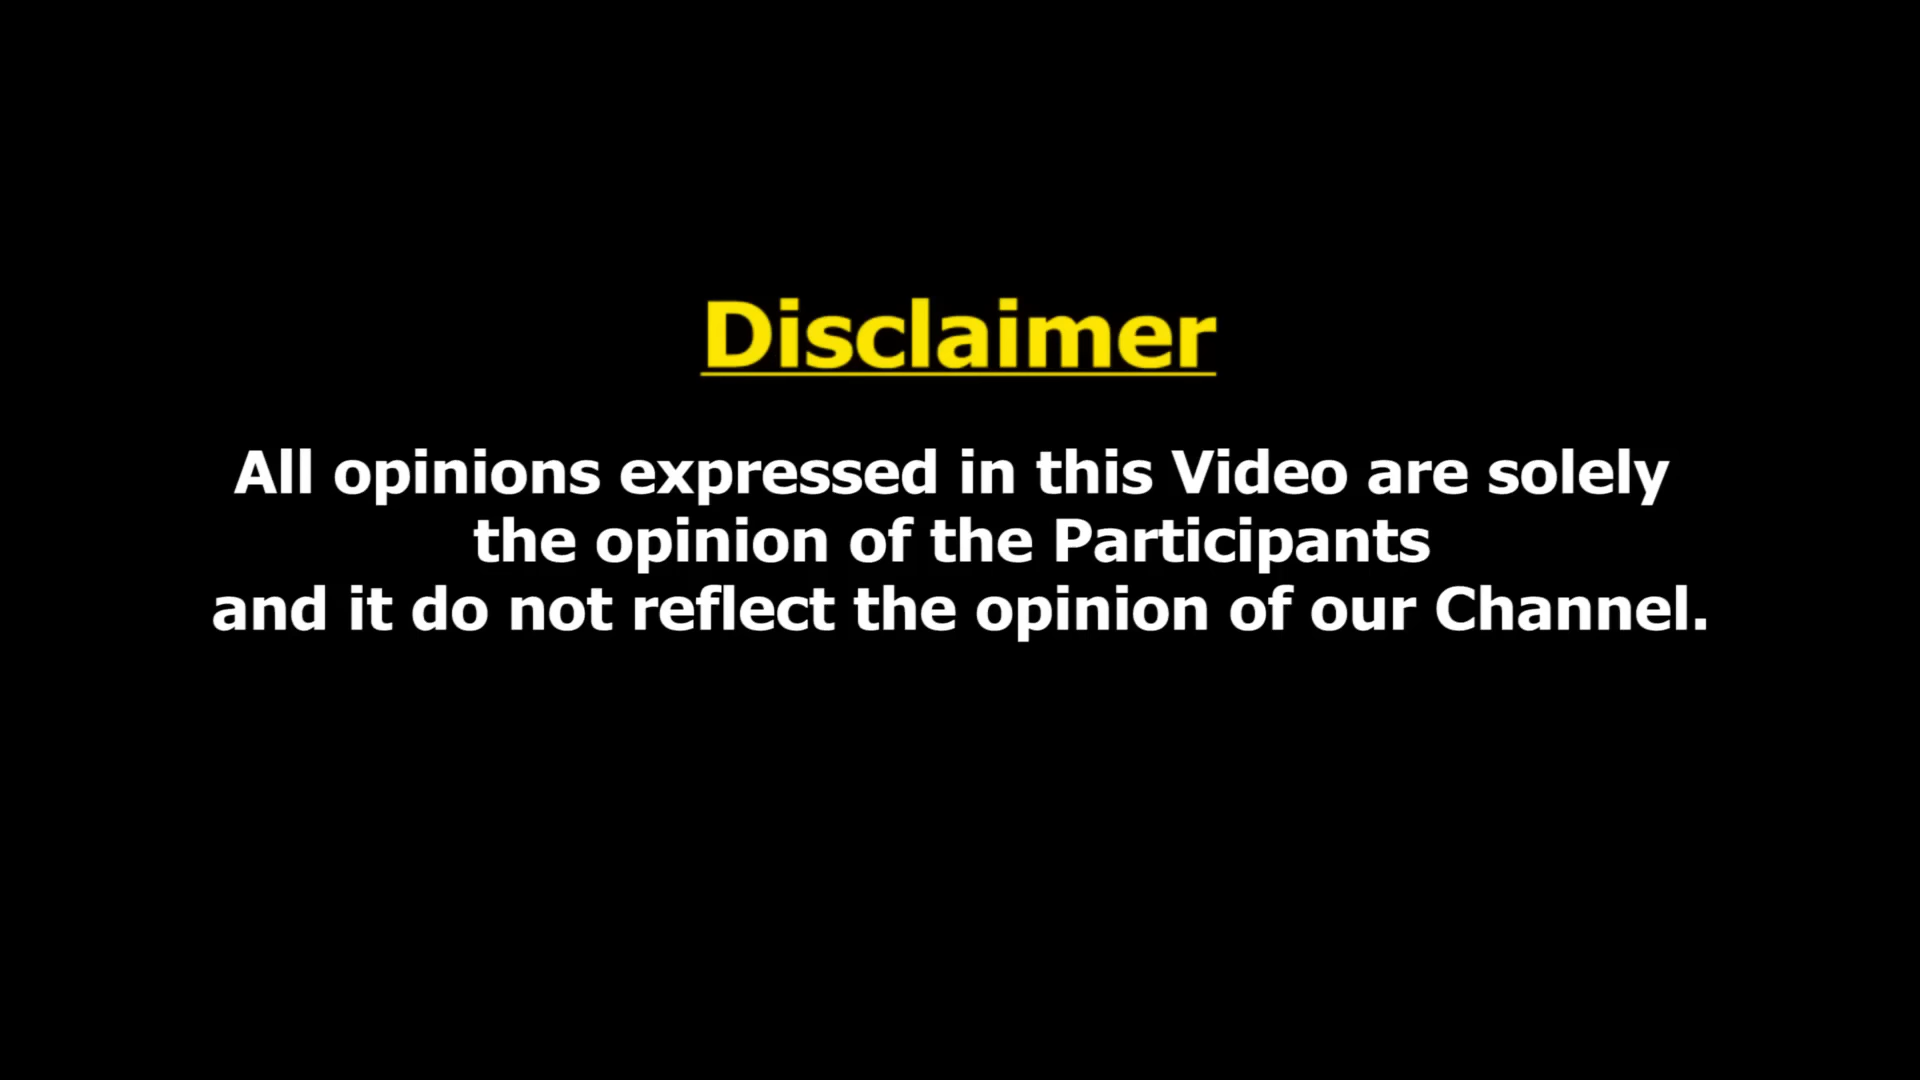 Disclaimer
All opinions expressed in this Video are solely
the opinion of the Participants
and it do not reflect the opinion of our Channel.